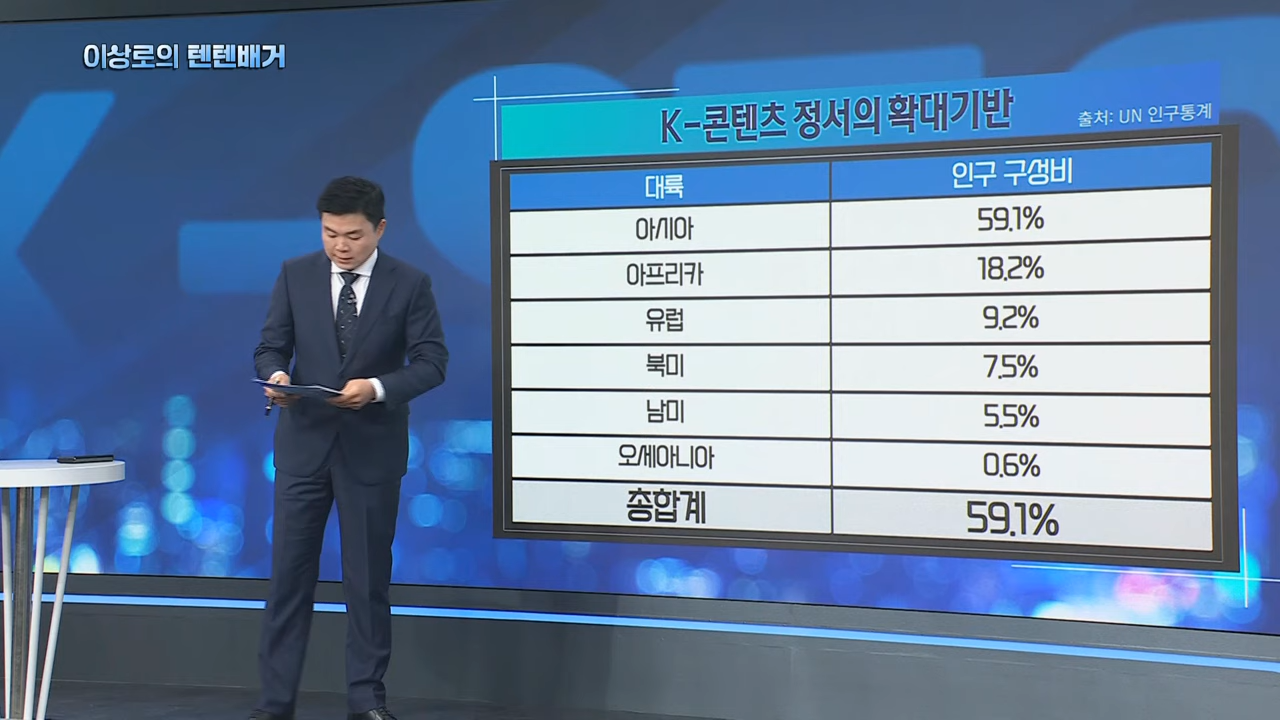 이상로의 텐텐배거
K-콘텐츠 정서의 확대기반
출처: UN 인구통계
대륙 인구 구성비
아시아 59.1%
아프리카 18.2%
유럽 9.2%
북미 7.5%
남미 5.5%
오세아니아 0.6%
총합계 59.1%